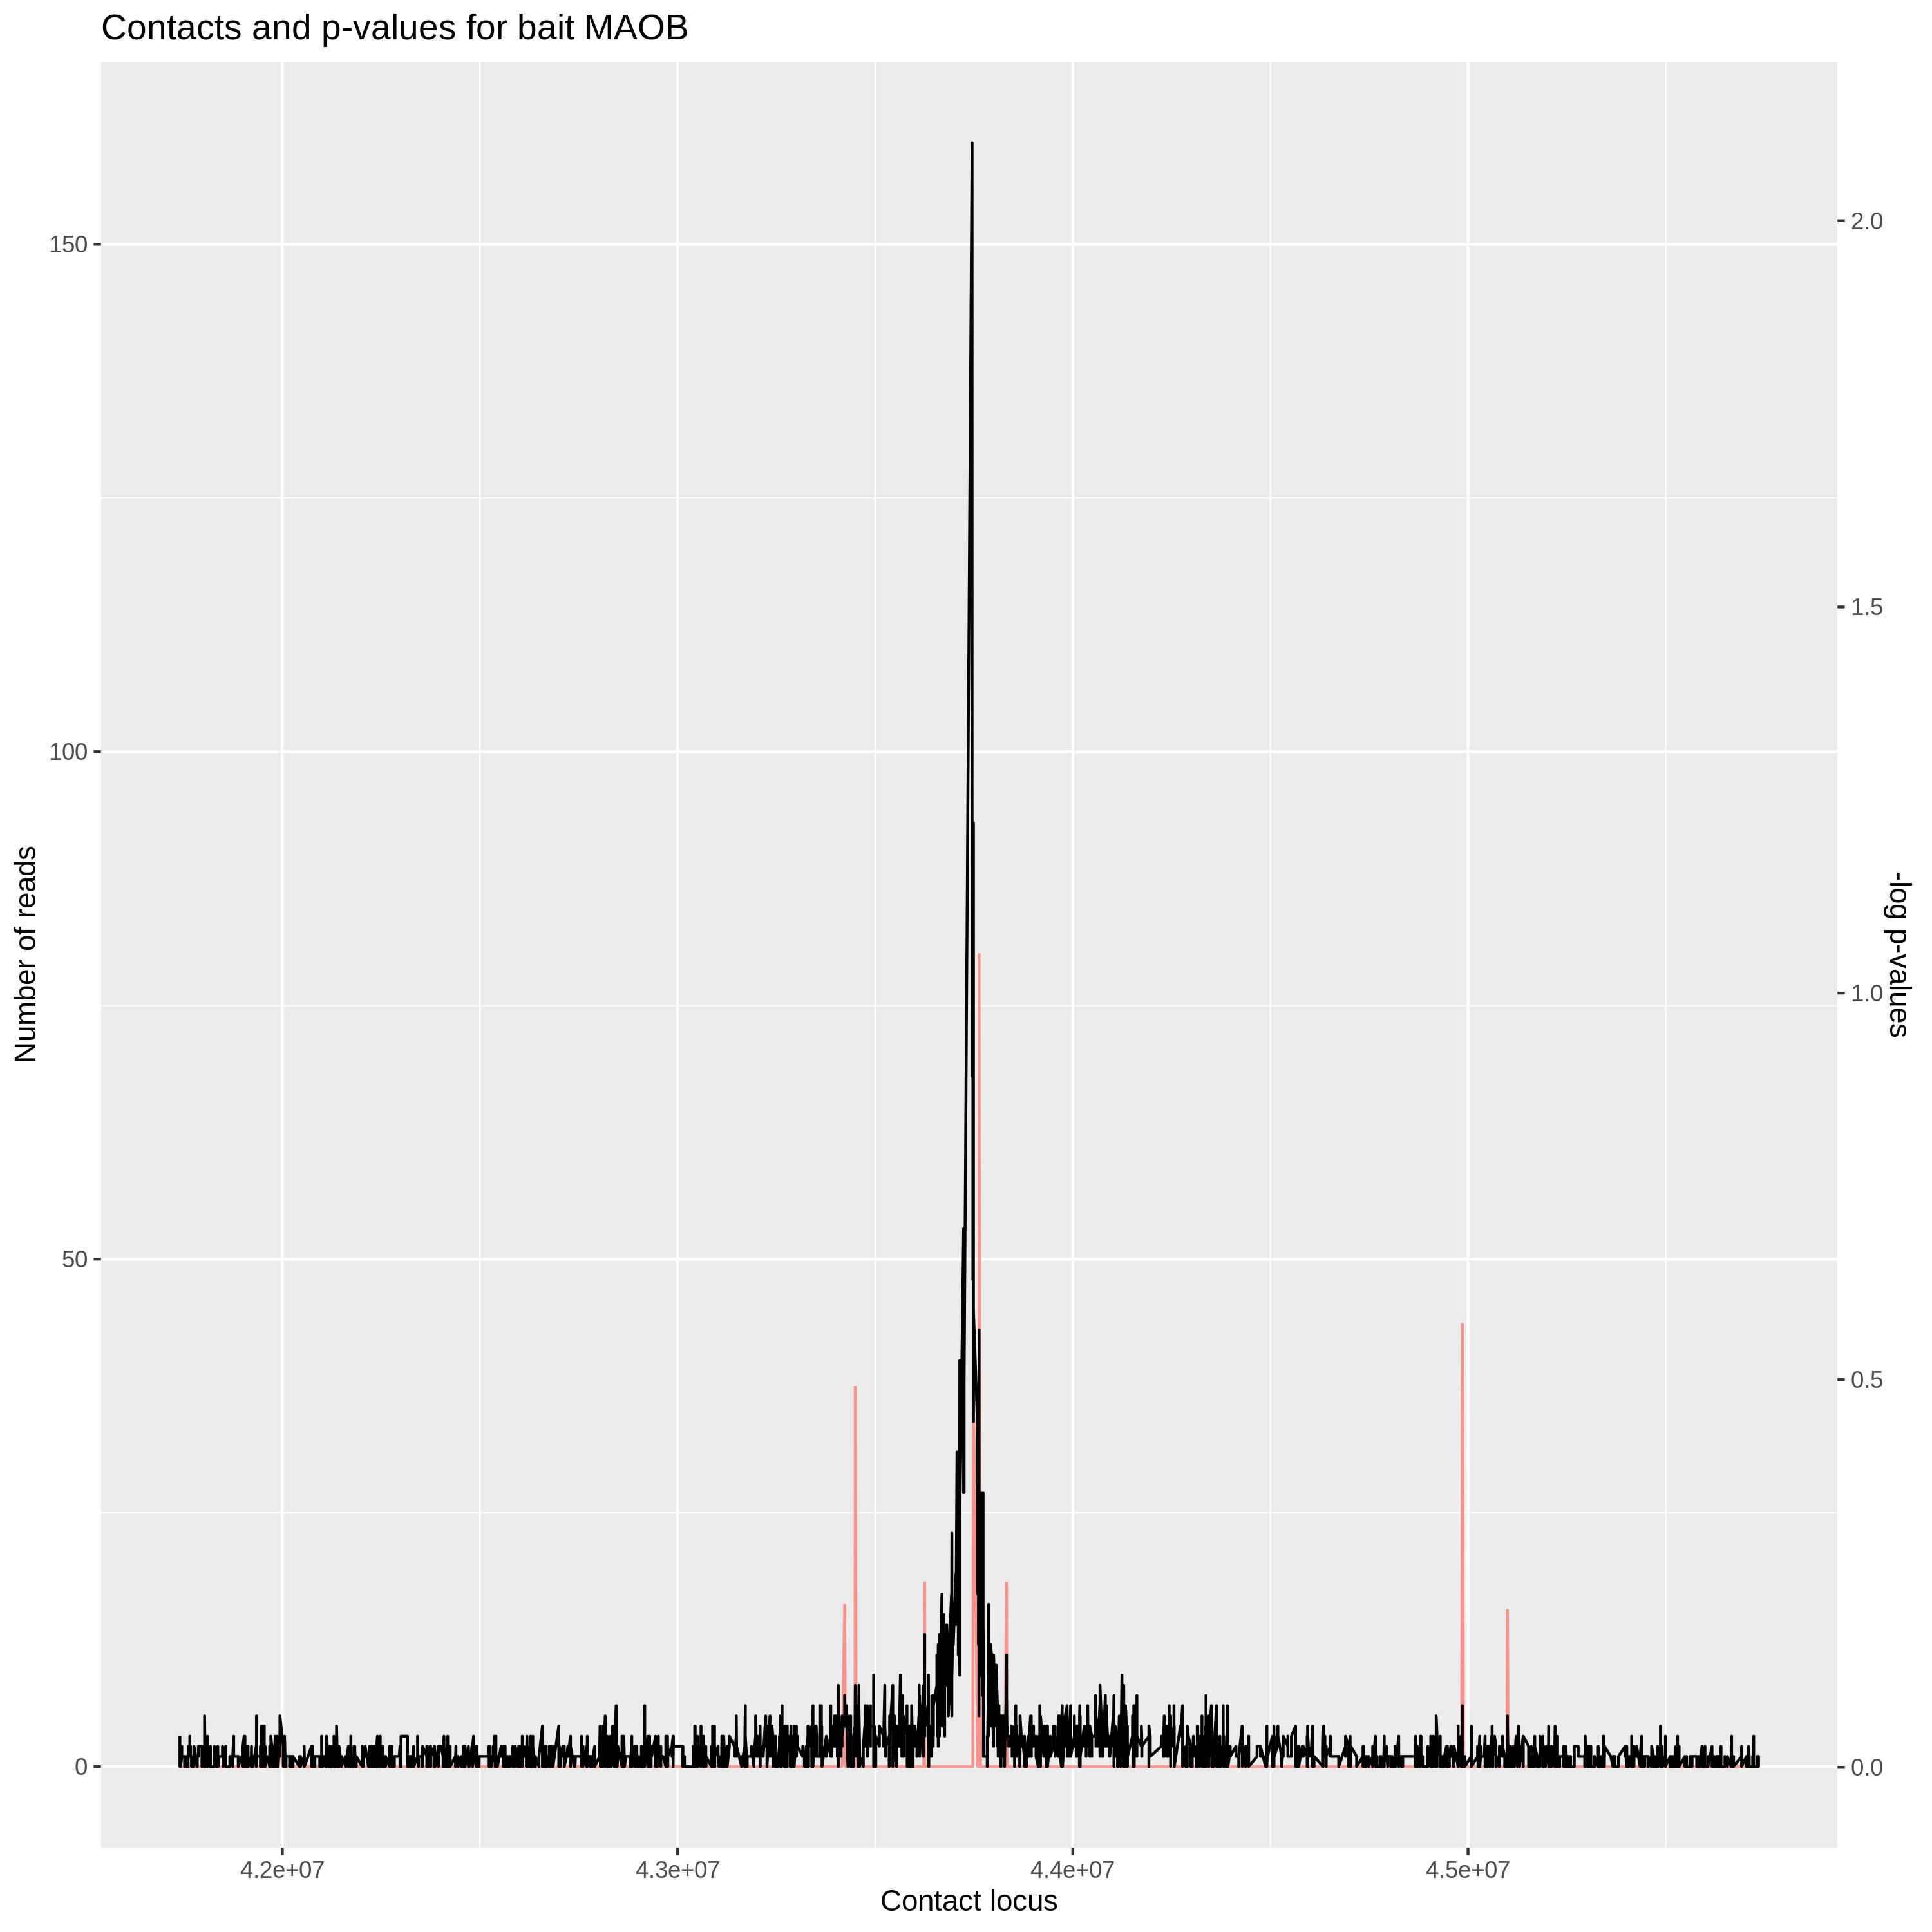 Contacts and p-values for bait MAOB
Number of reads
150
100
50
0
2.0
1.5
1.0
0.5
0.0
-log p-values
4.2e+07
4.3e+07
4.4e+07
4.5e+07
Contact locus